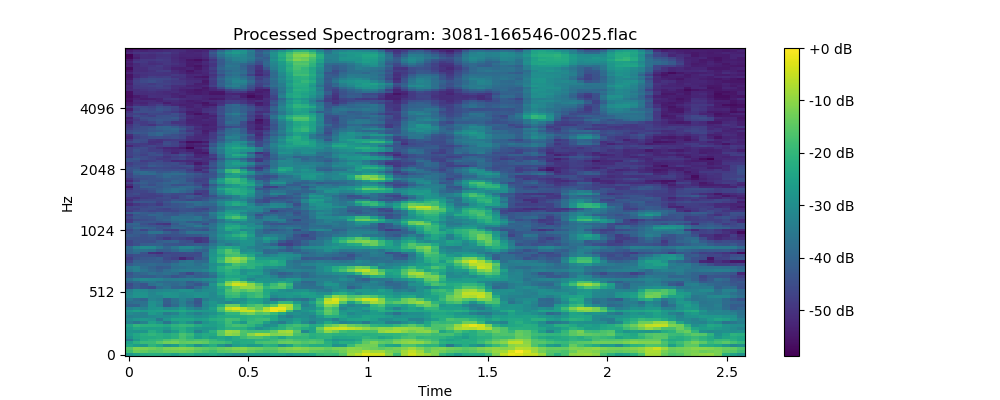 Processed Spectrogram: 3081-166546-0025.flac
Hz
4096
2048
1024
512
0
0 0.5 1 1.5 2 2.5
Time
+0 dB
-10 dB
-20 dB
-30 dB
-40 dB
-50 dB